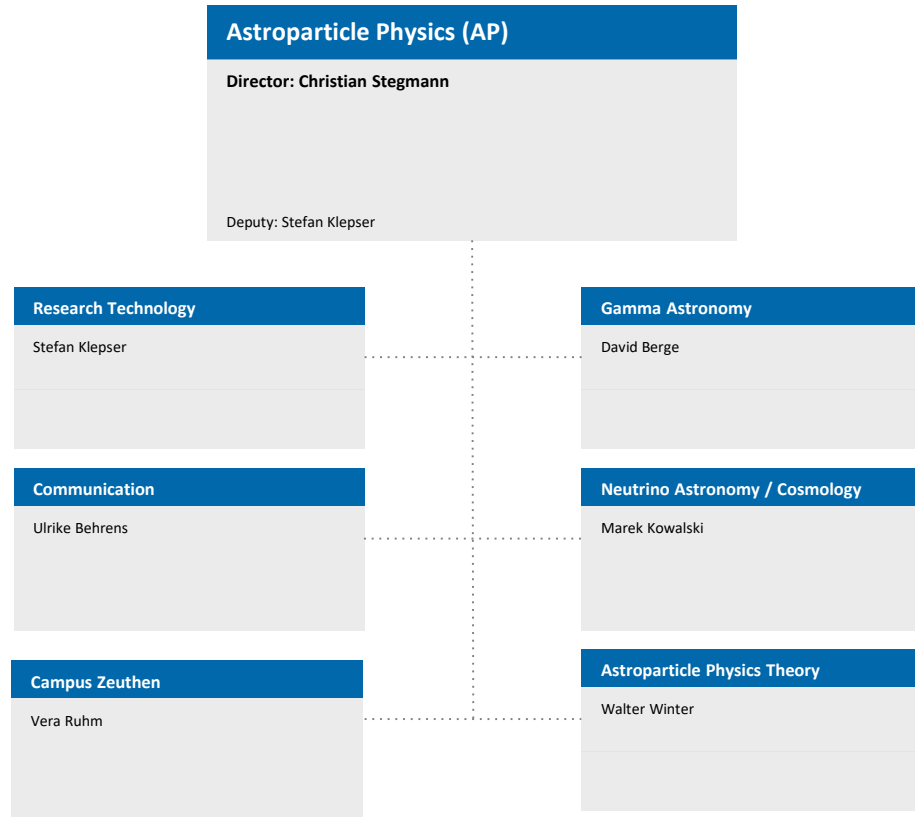 Astroparticle Physics (AP)
Director: Christian Stegmann
Deputy: Stefan Klepser
Research Technology
Stefan Klepser
Gamma Astronomy
David Berge
Communication
Ulrike Behrens
Neutrino Astronomy / Cosmology
Marek Kowalski
Campus Zeuthen
Vera Ruhm
Astroparticle Physics Theory
Walter Winter